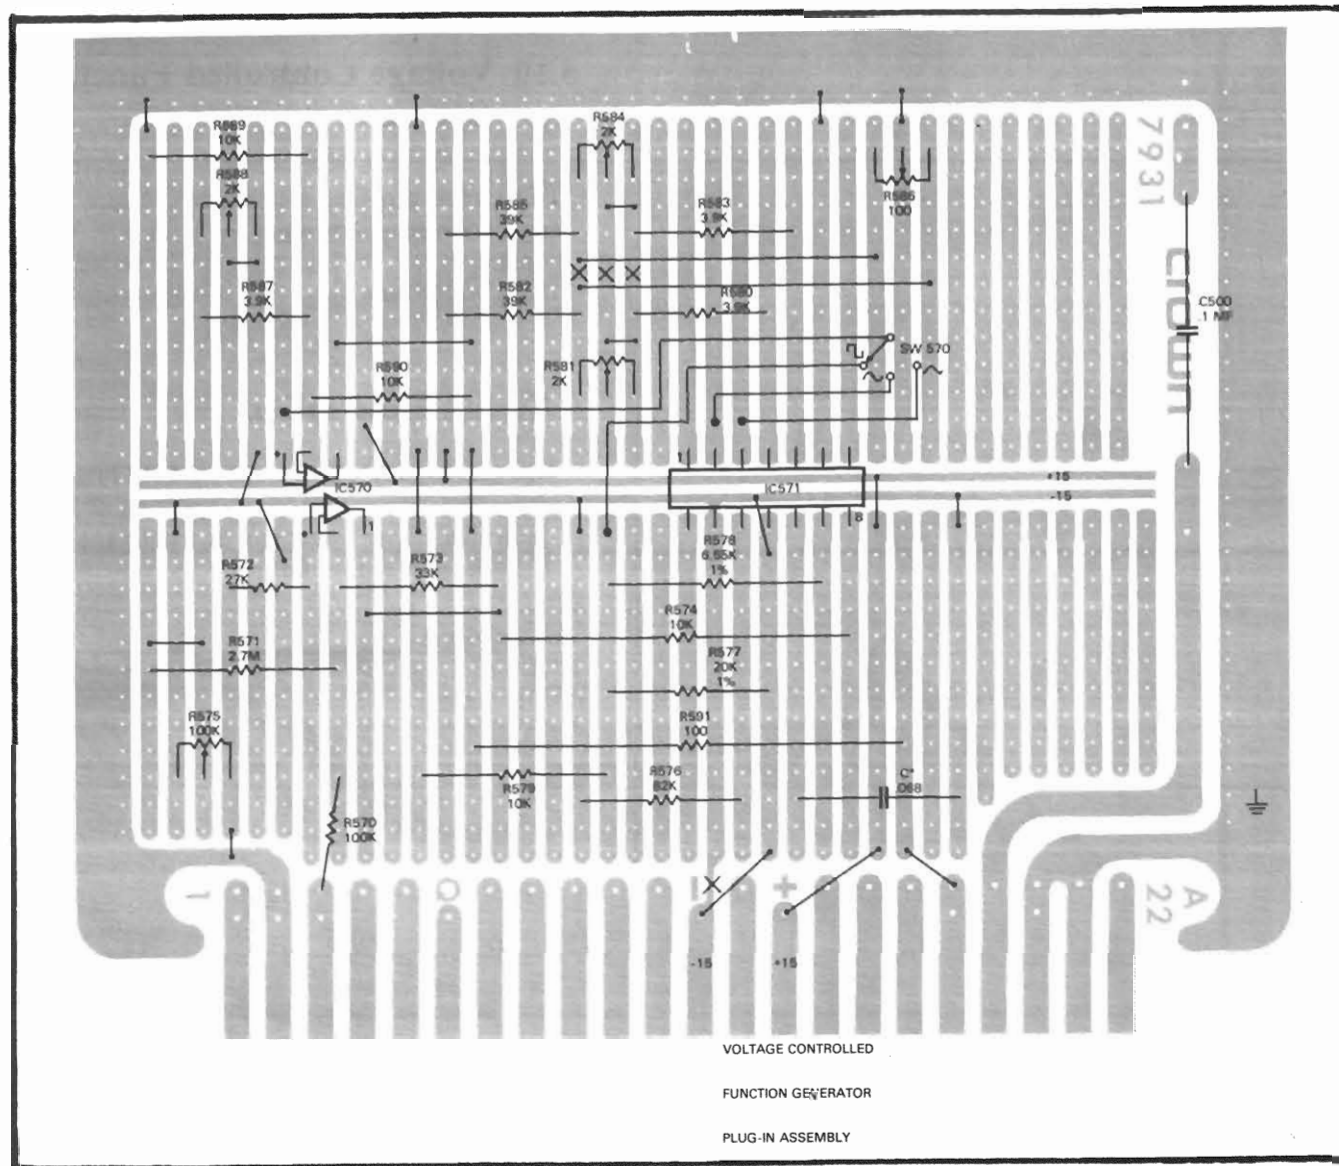 R584
2K
R589
10K
7931
R588
2K
R586
100
R585
39K
R583
3.9K
crown
R587
3.9K
R582
39K
R580
3.9K
C500
.1 MF
SW 570
R590
10K
R581
2K
1
IC570
IC571
+15
-15
1
8
R578
6.65K
1%
R572
27K
R573
33K
R574
10K
R571
2.7M
R577
20K
1%
R575
100K
R591
100
R579
10K
R576
82K
C*
.068
R570
100K
1
Q
-
+
A
22
-15
+15
VOLTAGE CONTROLLED
FUNCTION GENERATOR
PLUG-IN ASSEMBLY